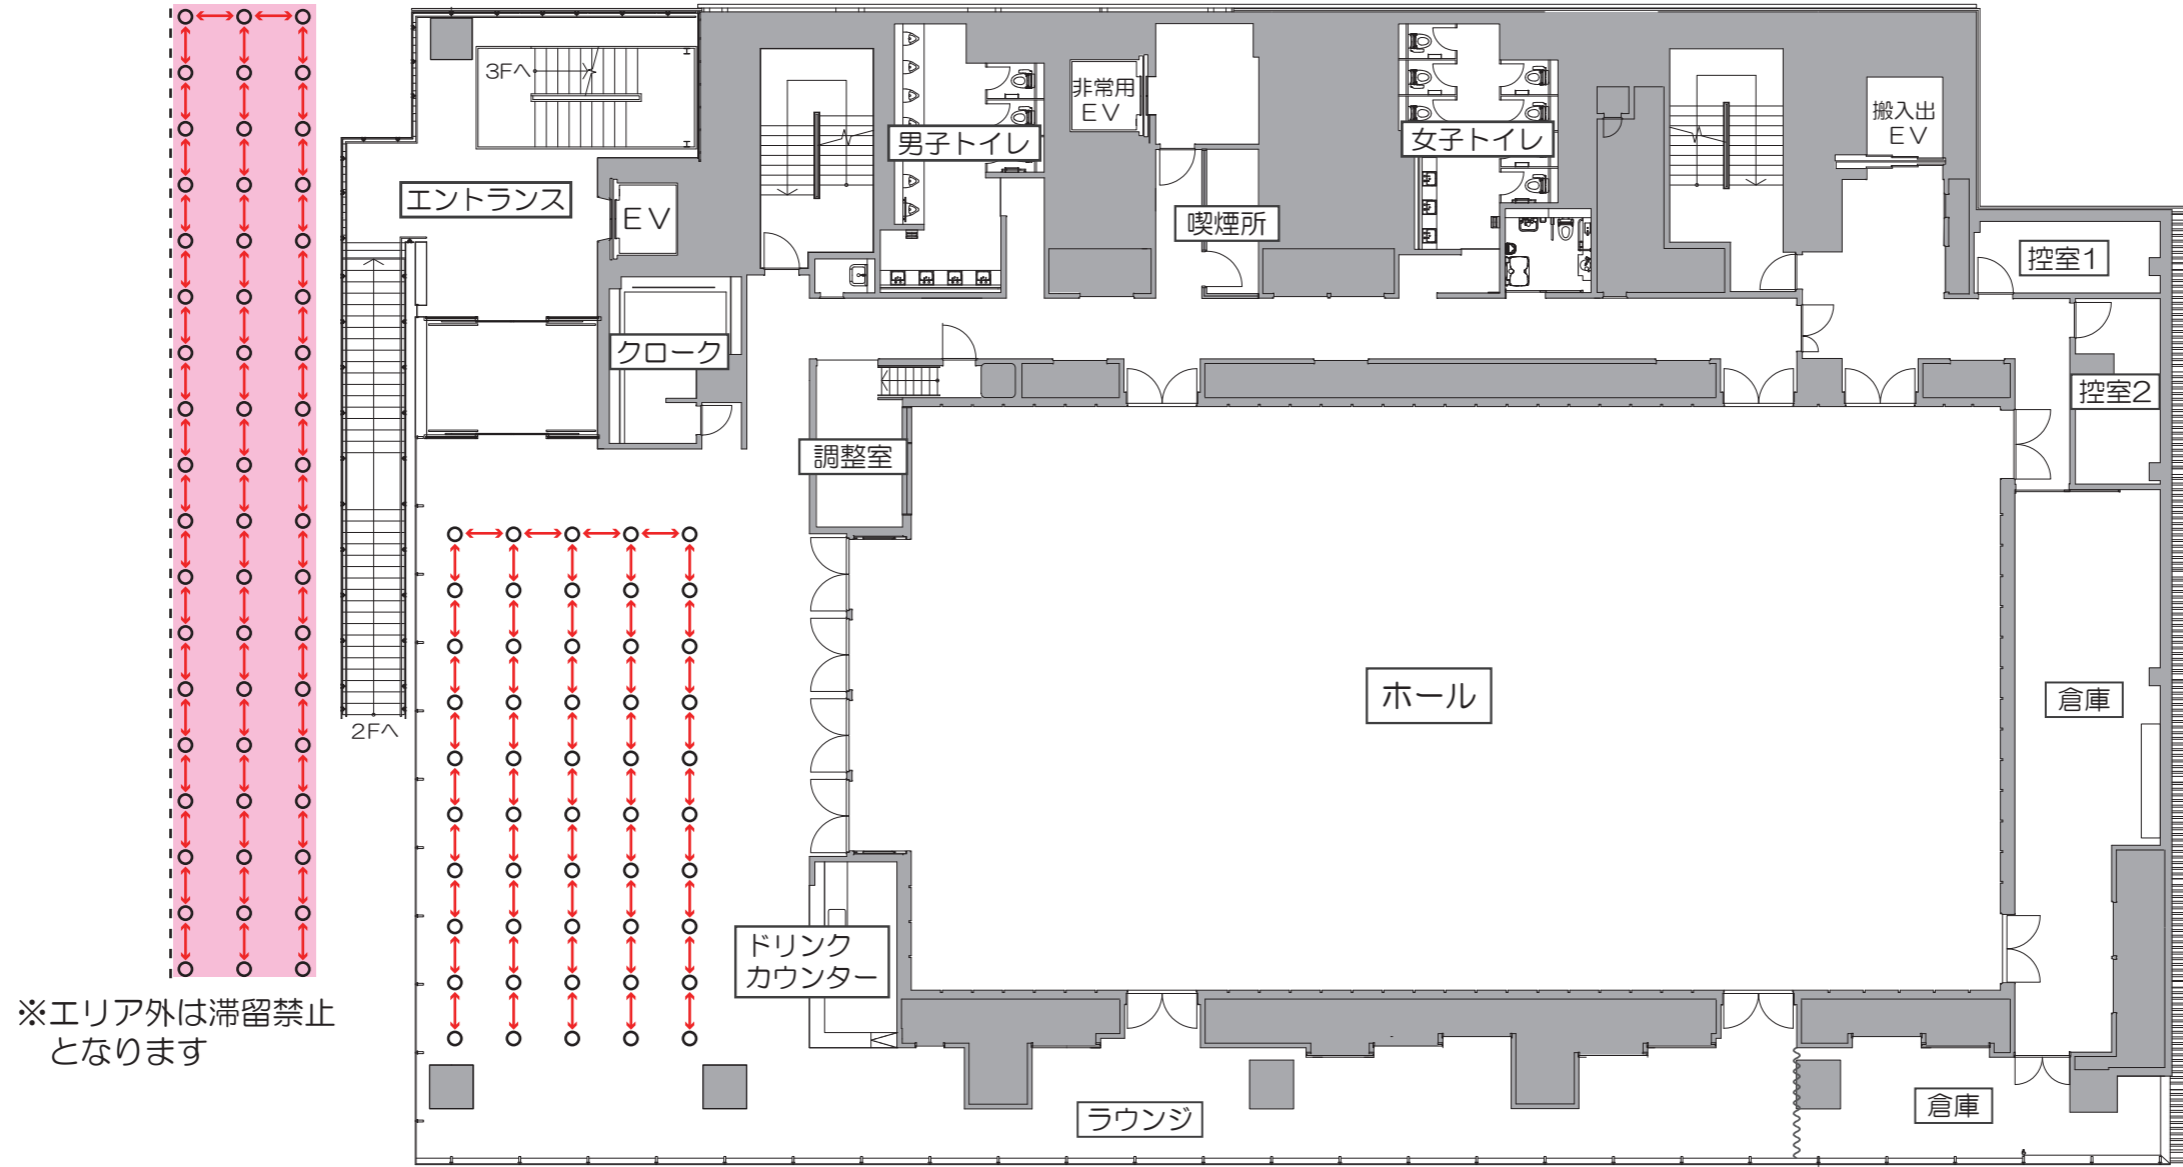 3Fへ
非常用
EV
搬入出
EV
男子トイレ
女子トイレ
エントランス
EV
喫煙所
控室1
クローク
控室2
調整室
ホール
倉庫
2Fへ
ドリンク
カウンター
※エリア外は滞留禁止
となります
ラウンジ
倉庫